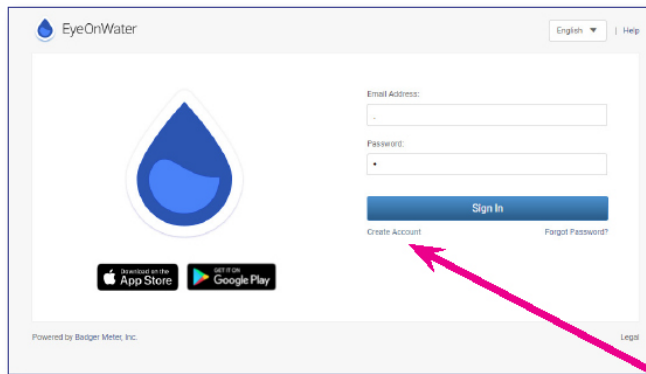 EyeOnWater
English | Help
Email Address:
.
Password:
•
Sign In
Create Account Forgot Password?
Download on the
App Store
GET IT ON
Google Play
Powered by Badger Meter, Inc. Legal